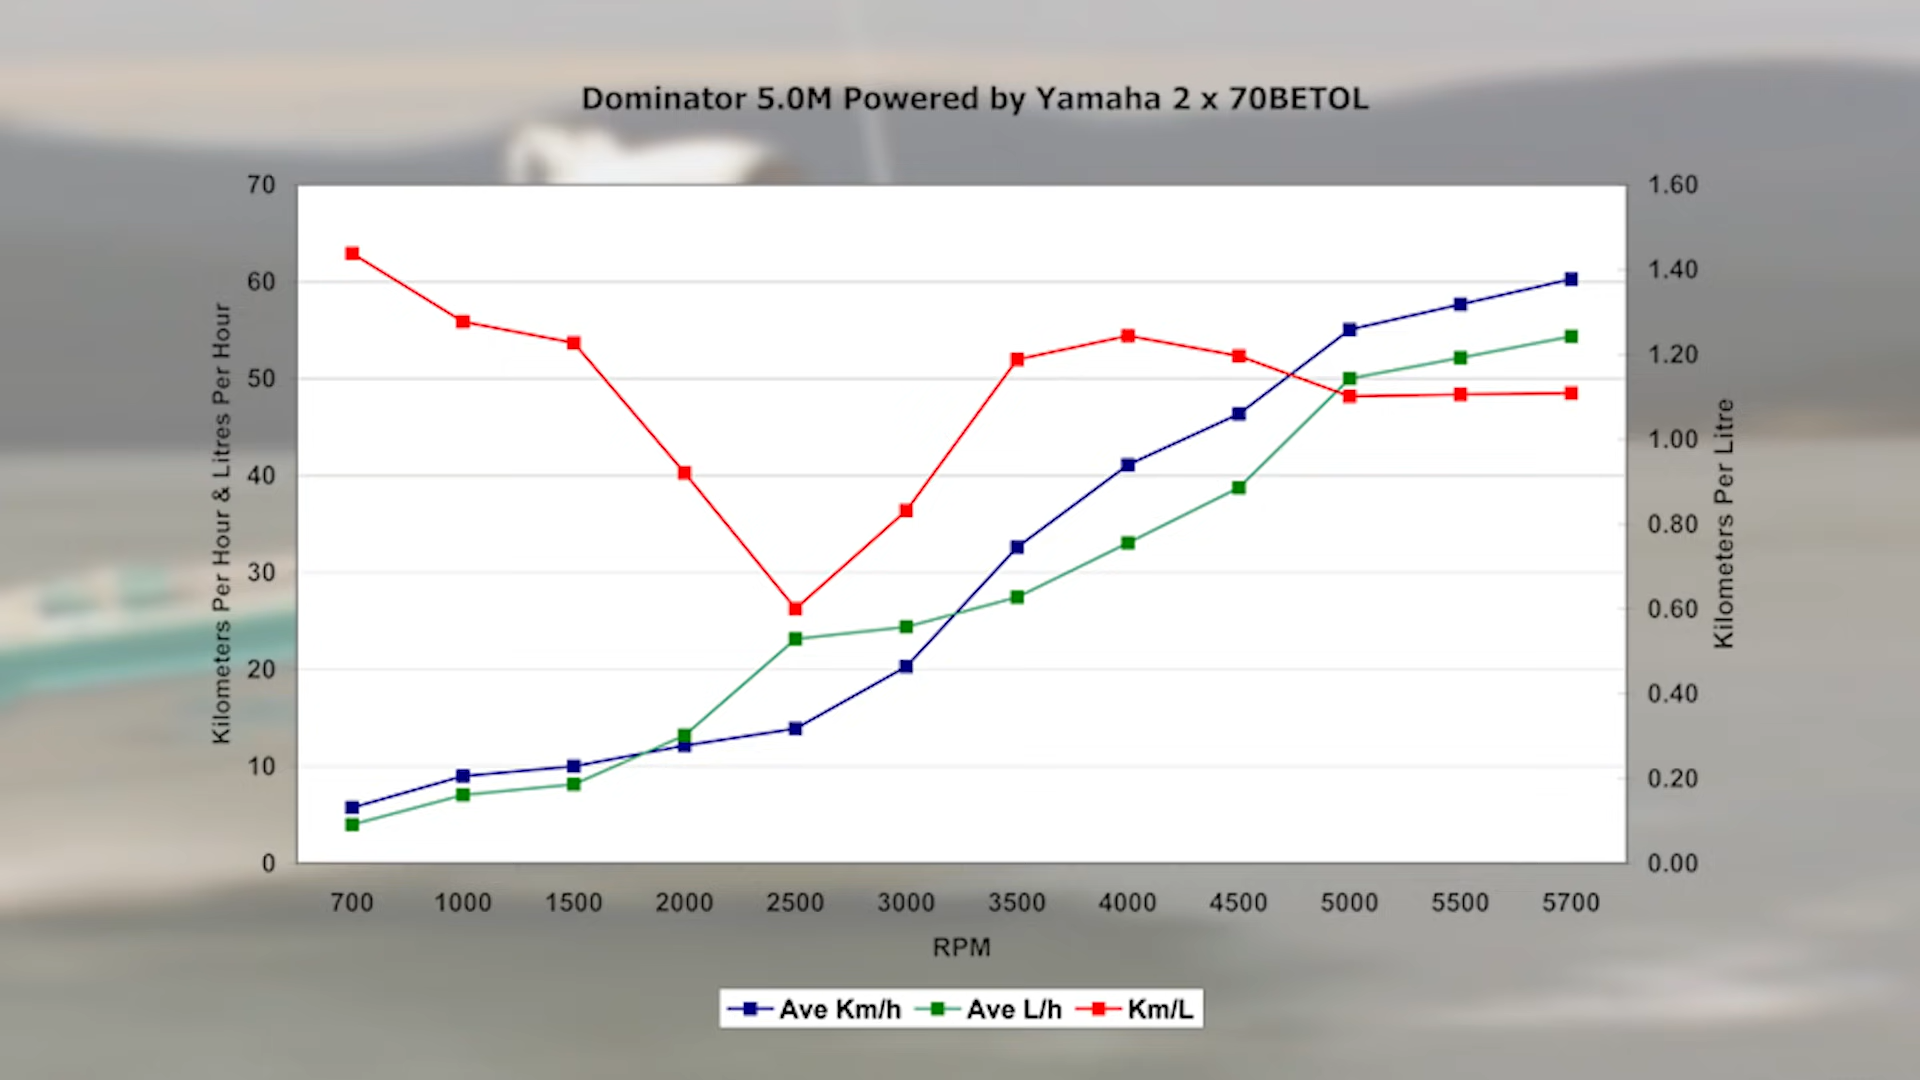 Dominator 5.0M Powered by Yamaha 2 x 70BETOL
70
60
50
40
30
20
10
0
Kilometers Per Hour & Litres Per Hour
1.60
1.40
1.20
1.00
0.80
0.60
0.40
0.20
0.00
Kilometers Per Litre
700 1000 1500 2000 2500 3000 3500 4000 4500 5000 5500 5700
RPM
Ave Km/h Ave L/h Km/L